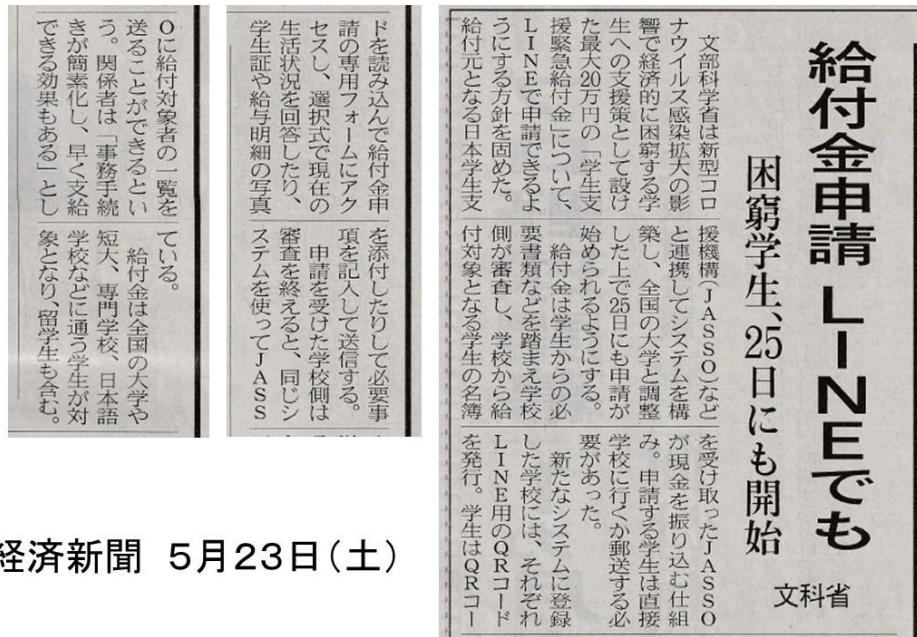 給付金申請 LINEでも
困窮学生、25日にも開始
文科省
文部科学省は新型コロ
ナウイルス感染拡大の影
響で経済的に困窮する学
生への支援策として設け
た最大20万円の「学生支
援緊急給付金」について、
LINEで申請できるよ
うにする方針を固めた。
給付元となる日本学生支
援機構(JASSO)など
と連携してシステムを構
築し、全国の大学と調整
した上で25日にも申請が
始められるようにする。
給付金は学生からの必
要書類などを踏まえ学校
側が審査し、学校から給
付対象となる学生の名簿
を受け取ったJASSO
が現金を振り込む仕組
み。申請する学生は直接
学校に行くか郵送する必
要があった。
新たなシステムに登録
した学校には、それぞれ
LINE用のQRコード
を発行。学生はQRコー
ドを読み込んで給付金申
請の専用フォームにアク
セスし、選択式で現在の
生活状況を回答したり、
学生証や給与明細の写真
を添付したりして必要事
項を記入して送信する。
申請を受けた学校側は
審査を終えると、同じシ
ステムを使ってJASS
Oに給付対象者の一覧を
送ることができるとい
う。関係者は「事務手続
きが簡素化し、早く支給
できる効果もある」とし
ている。
給付金は全国の大学や
短大、専門学校、日本語
学校などに通う学生が対
象となり、留学生も含む。
経済新聞 5月23日(土)